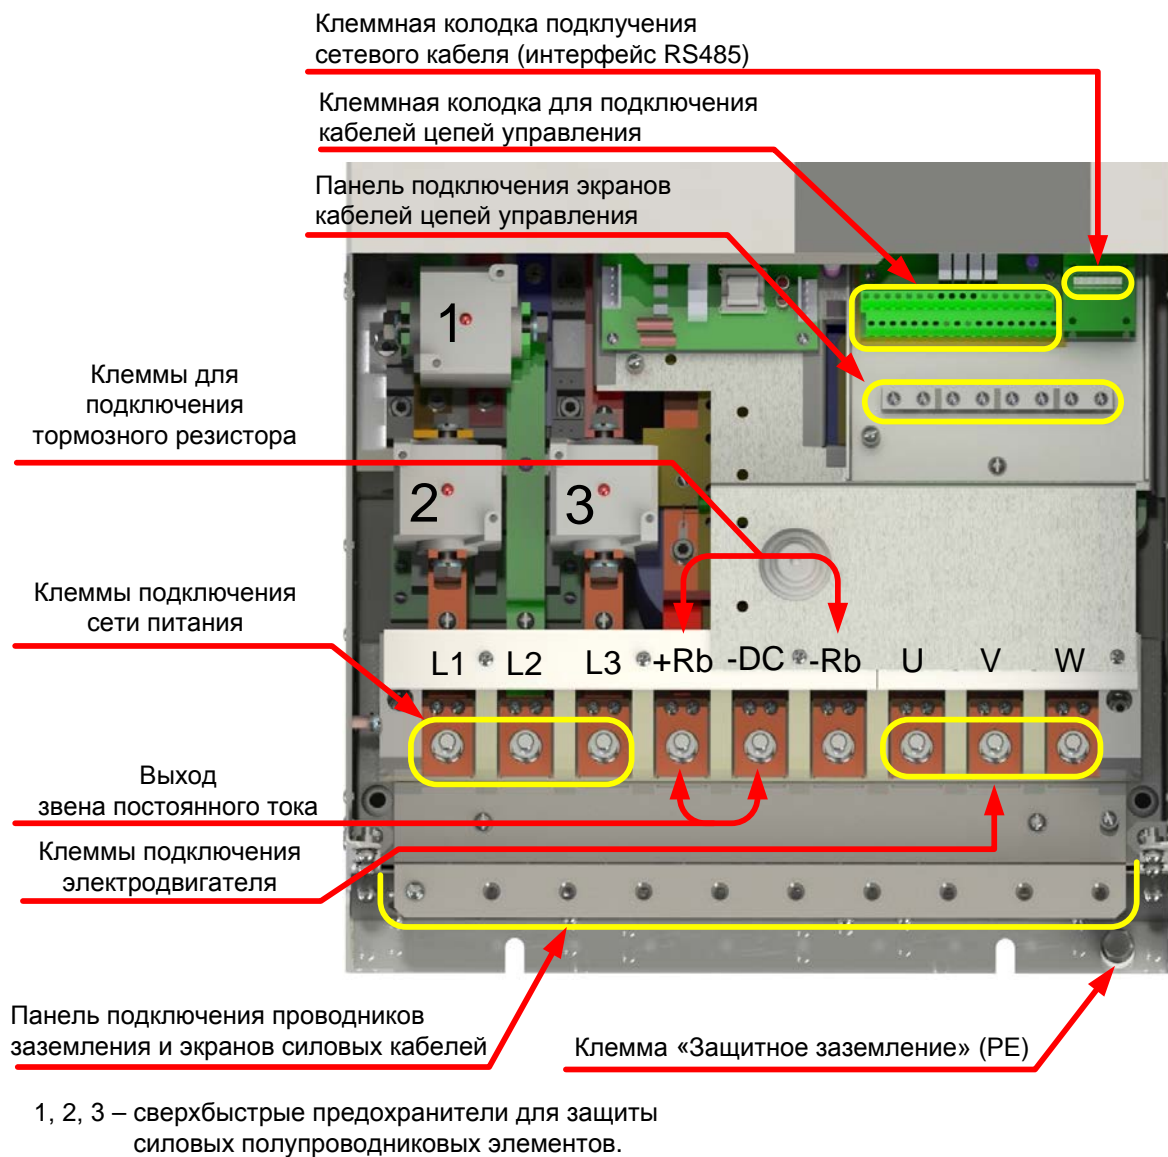 Клеммная колодка подклучения
сетевого кабеля (интерфейс RS485)
Клеммная колодка для подключения
кабелей цепей управления
Панель подключения экранов
кабелей цепей управления
1
Клеммы для
подключения
тормозного резистора
2
3
Клеммы подключения
сети питания
L1 L2 L3 +Rb -DC -Rb U V W
Выход
звена постоянного тока
Клеммы подключения
электродвигателя
Панель подключения проводников
заземления и экранов силовых кабелей
Клемма «Защитное заземление» (PE)
1, 2, 3 – сверхбыстрые предохранители для защиты
силовых полупроводниковых элементов.